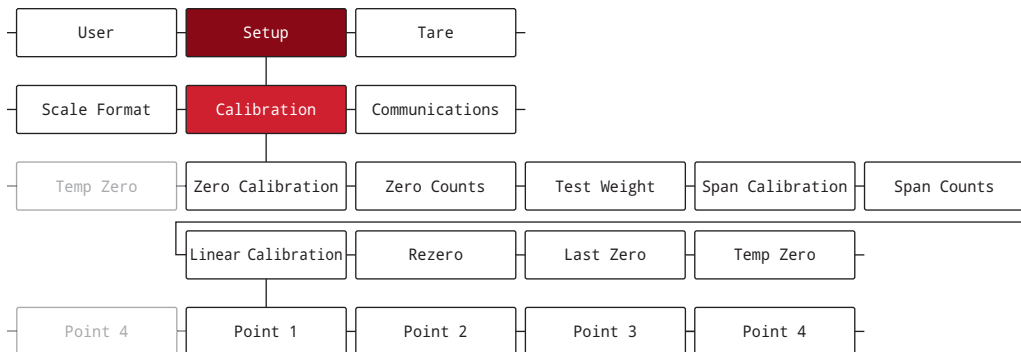 User Setup Tare
Scale Format Calibration Communications
Temp Zero Zero Calibration Zero Counts Test Weight Span Calibration Span Counts
Linear Calibration Rezero Last Zero Temp Zero
Point 4 Point 1 Point 2 Point 3 Point 4